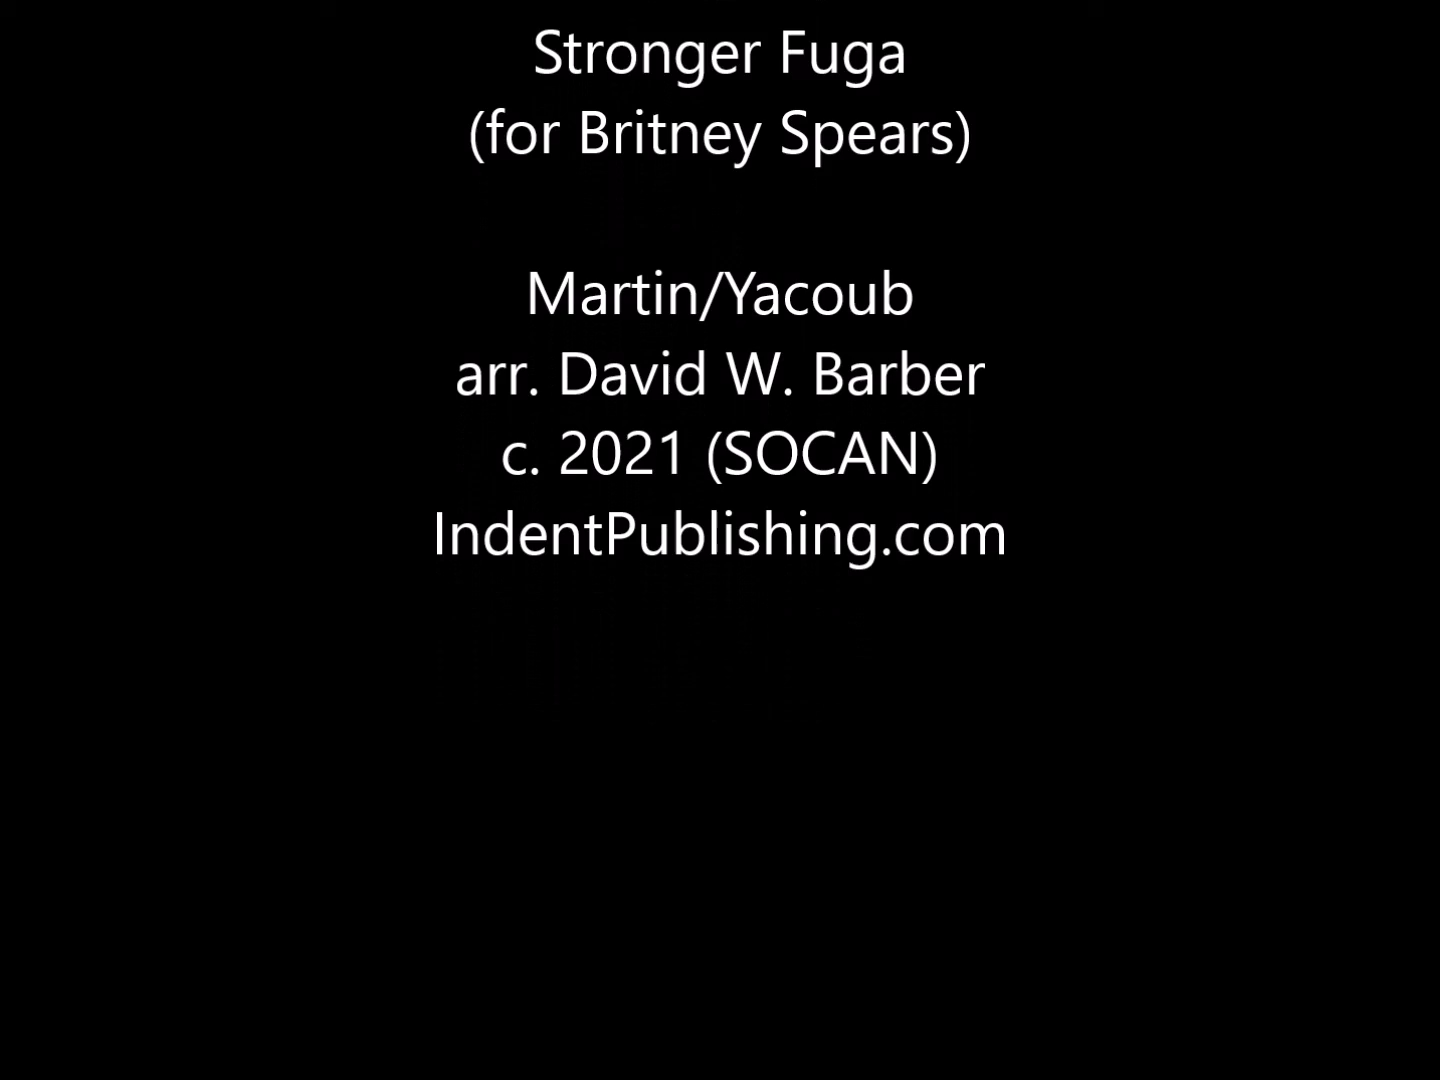 Stronger Fuga
(for Britney Spears)
Martin/Yacoub
arr. David W. Barber
c. 2021 (SOCAN)
IndentPublishing.com